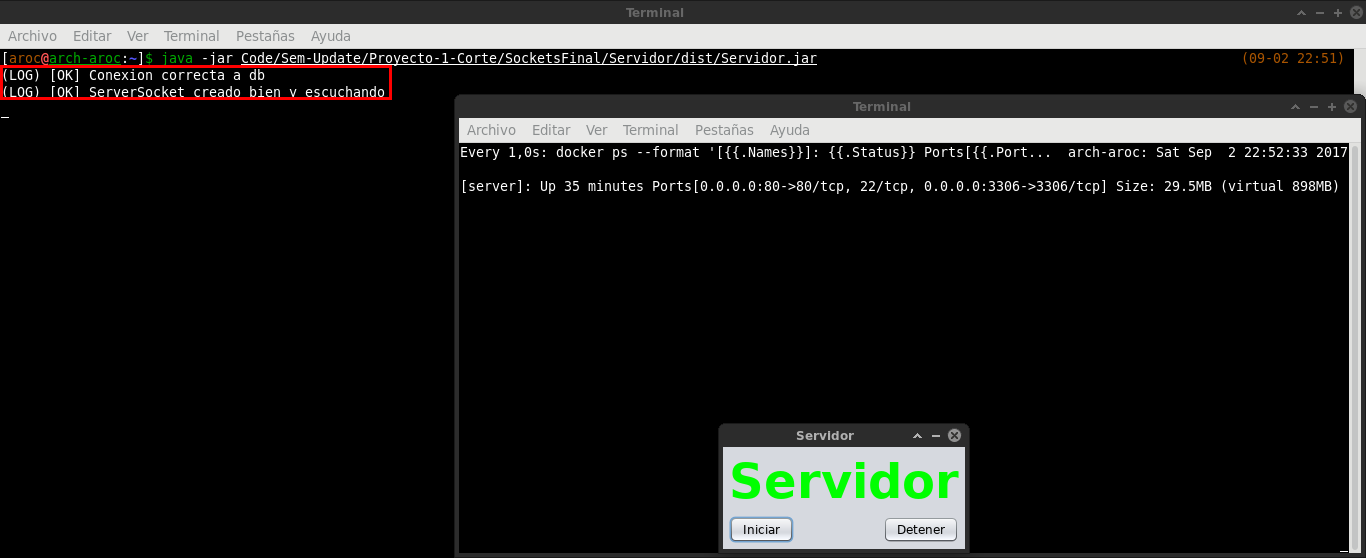 Terminal
Archivo Editar Ver Terminal Pestañas Ayuda
[aroc@arch-aroc:~]$ java -jar Code/Sem-Update/Proyecto-1-Corte/SocketsFinal/Servidor/dist/Servidor.jar (09-02 22:51)
(LOG) [OK] Conexion correcta a db
(LOG) [OK] ServerSocket creado bien y escuchando
Terminal
Archivo Editar Ver Terminal Pestañas Ayuda
Every 1,0s: docker ps --format '[{{.Names}}]: {{.Status}} Ports[{{.Port... arch-aroc: Sat Sep 2 22:52:33 2017
[server]: Up 35 minutes Ports[0.0.0.0:80->80/tcp, 22/tcp, 0.0.0.0:3306->3306/tcp] Size: 29.5MB (virtual 898MB)
Servidor
Servidor
Iniciar Detener